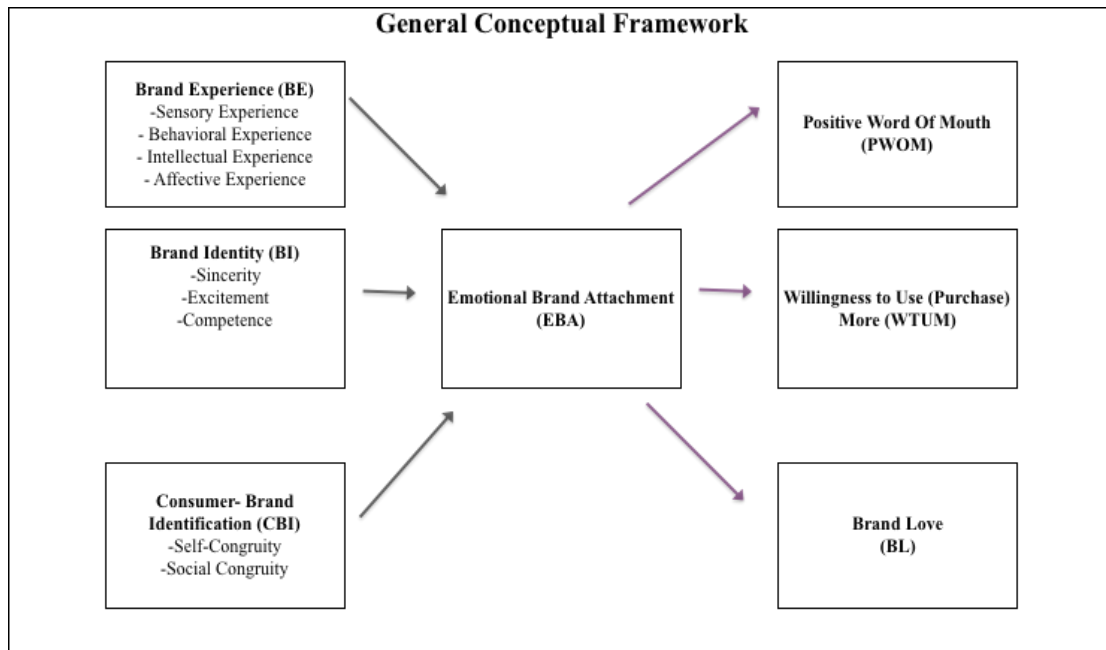 General Conceptual Framework
Brand Experience (BE)
-Sensory Experience
- Behavioral Experience
- Intellectual Experience
- Affective Experience
Brand Identity (BI)
-Sincerity
-Excitement
-Competence
Consumer- Brand
Identification (CBI)
-Self-Congruity
-Social Congruity
Emotional Brand Attachment
(EBA)
Positive Word Of Mouth
(PWOM)
Willingness to Use (Purchase)
More (WTUM)
Brand Love
(BL)